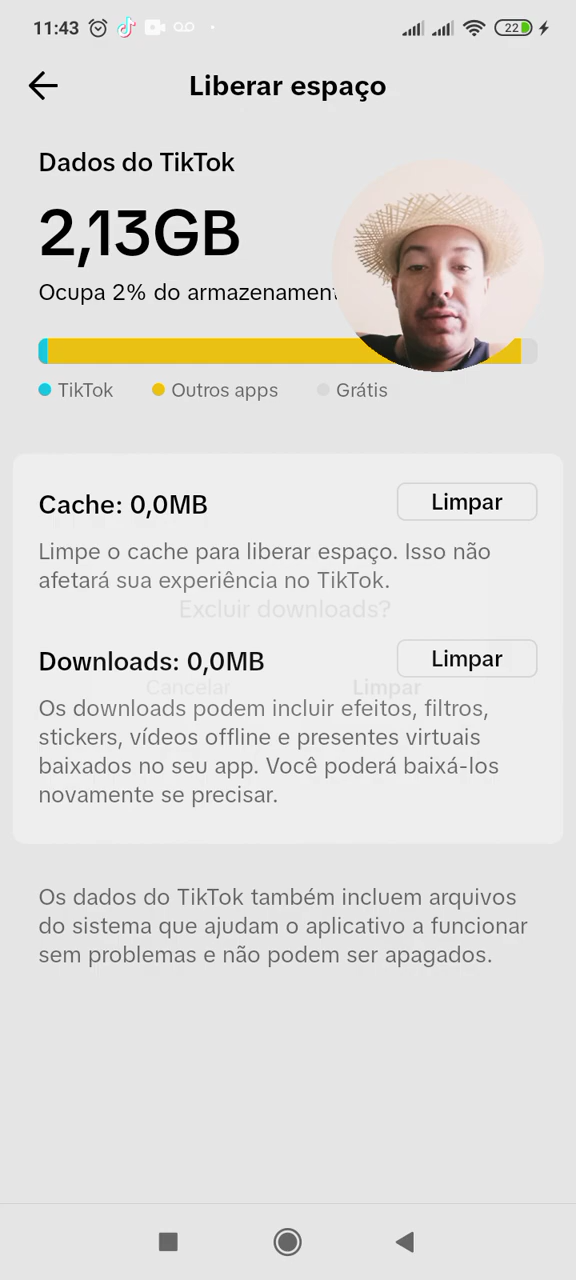 11:43
22
Liberar espaço
Dados do TikTok
2,13GB
Ocupa 2% do armazenament
TikTok
Outros apps
Grátis
Cache: 0,0MB
Limpar
Limpe o cache para liberar espaço. Isso não
afetará sua experiência no TikTok.
Excluir downloads?
Downloads: 0,0MB
Limpar
Cancelar
Limpar
Os downloads podem incluir efeitos, filtros,
stickers, vídeos offline e presentes virtuais
baixados no seu app. Você poderá baixá-los
novamente se precisar.
Os dados do TikTok também incluem arquivos
do sistema que ajudam o aplicativo a funcionar
sem problemas e não podem ser apagados.